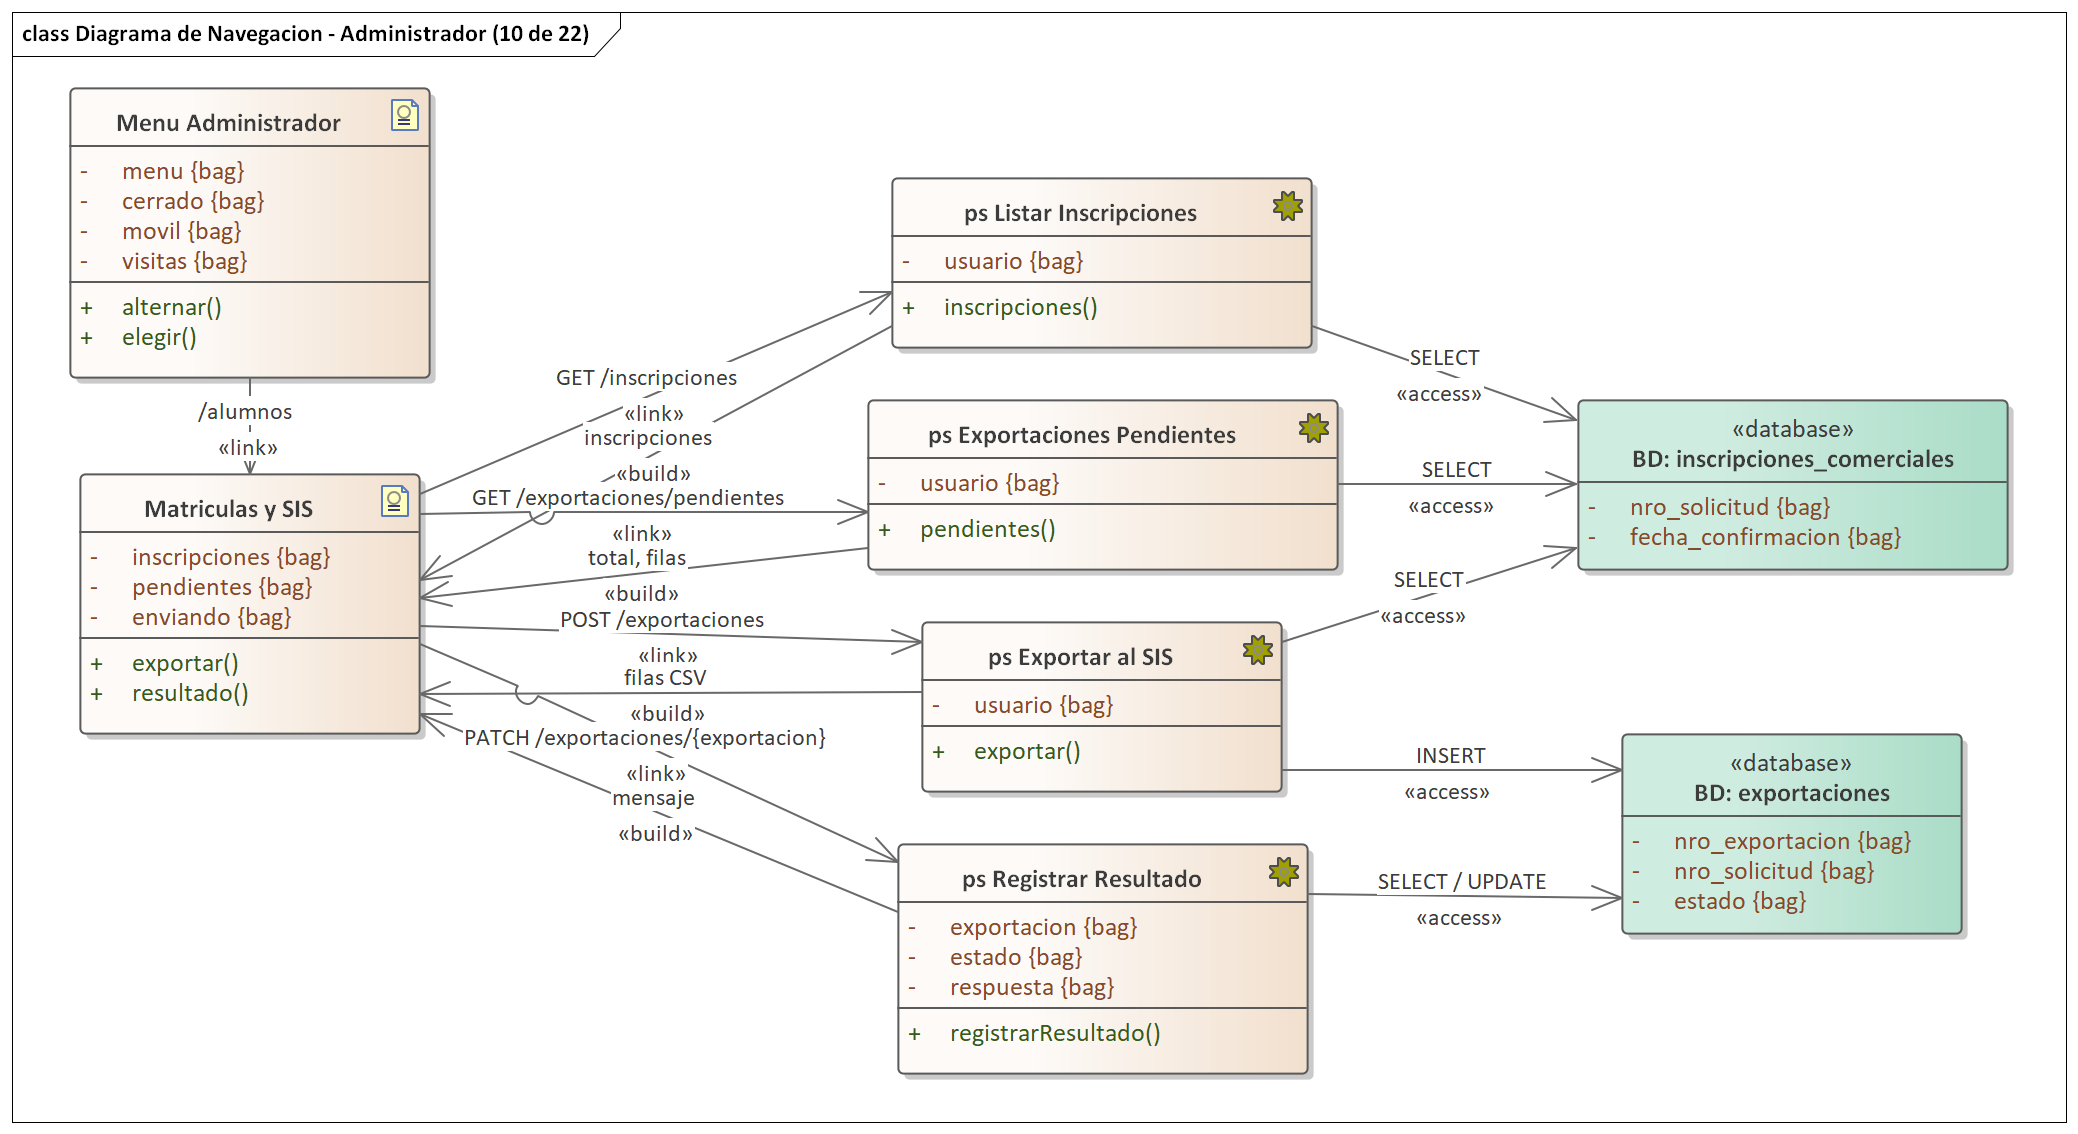 class Diagrama de Navegacion - Administrador (10 de 22)
Menu Administrador
- menu {bag}
- cerrado {bag}
- movil {bag}
- visitas {bag}
+ alternar()
+ elegir()
/alumnos
«link»
Matriculas y SIS
- inscripciones {bag}
- pendientes {bag}
- enviando {bag}
+ exportar()
+ resultado()
GET /inscripciones
«link»
inscripciones
«build»
GET /exportaciones/pendientes
«link»
total, filas
«build»
POST /exportaciones
«link»
filas CSV
«build»
PATCH /exportaciones/{exportacion}
«link»
mensaje
«build»
ps Listar Inscripciones
- usuario {bag}
+ inscripciones()
ps Exportaciones Pendientes
- usuario {bag}
+ pendientes()
ps Exportar al SIS
- usuario {bag}
+ exportar()
ps Registrar Resultado
- exportacion {bag}
- estado {bag}
- respuesta {bag}
+ registrarResultado()
SELECT
«access»
SELECT
«access»
SELECT
«access»
INSERT
«access»
SELECT / UPDATE
«access»
«database»
BD: inscripciones_comerciales
- nro_solicitud {bag}
- fecha_confirmacion {bag}
«database»
BD: exportaciones
- nro_exportacion {bag}
- nro_solicitud {bag}
- estado {bag}